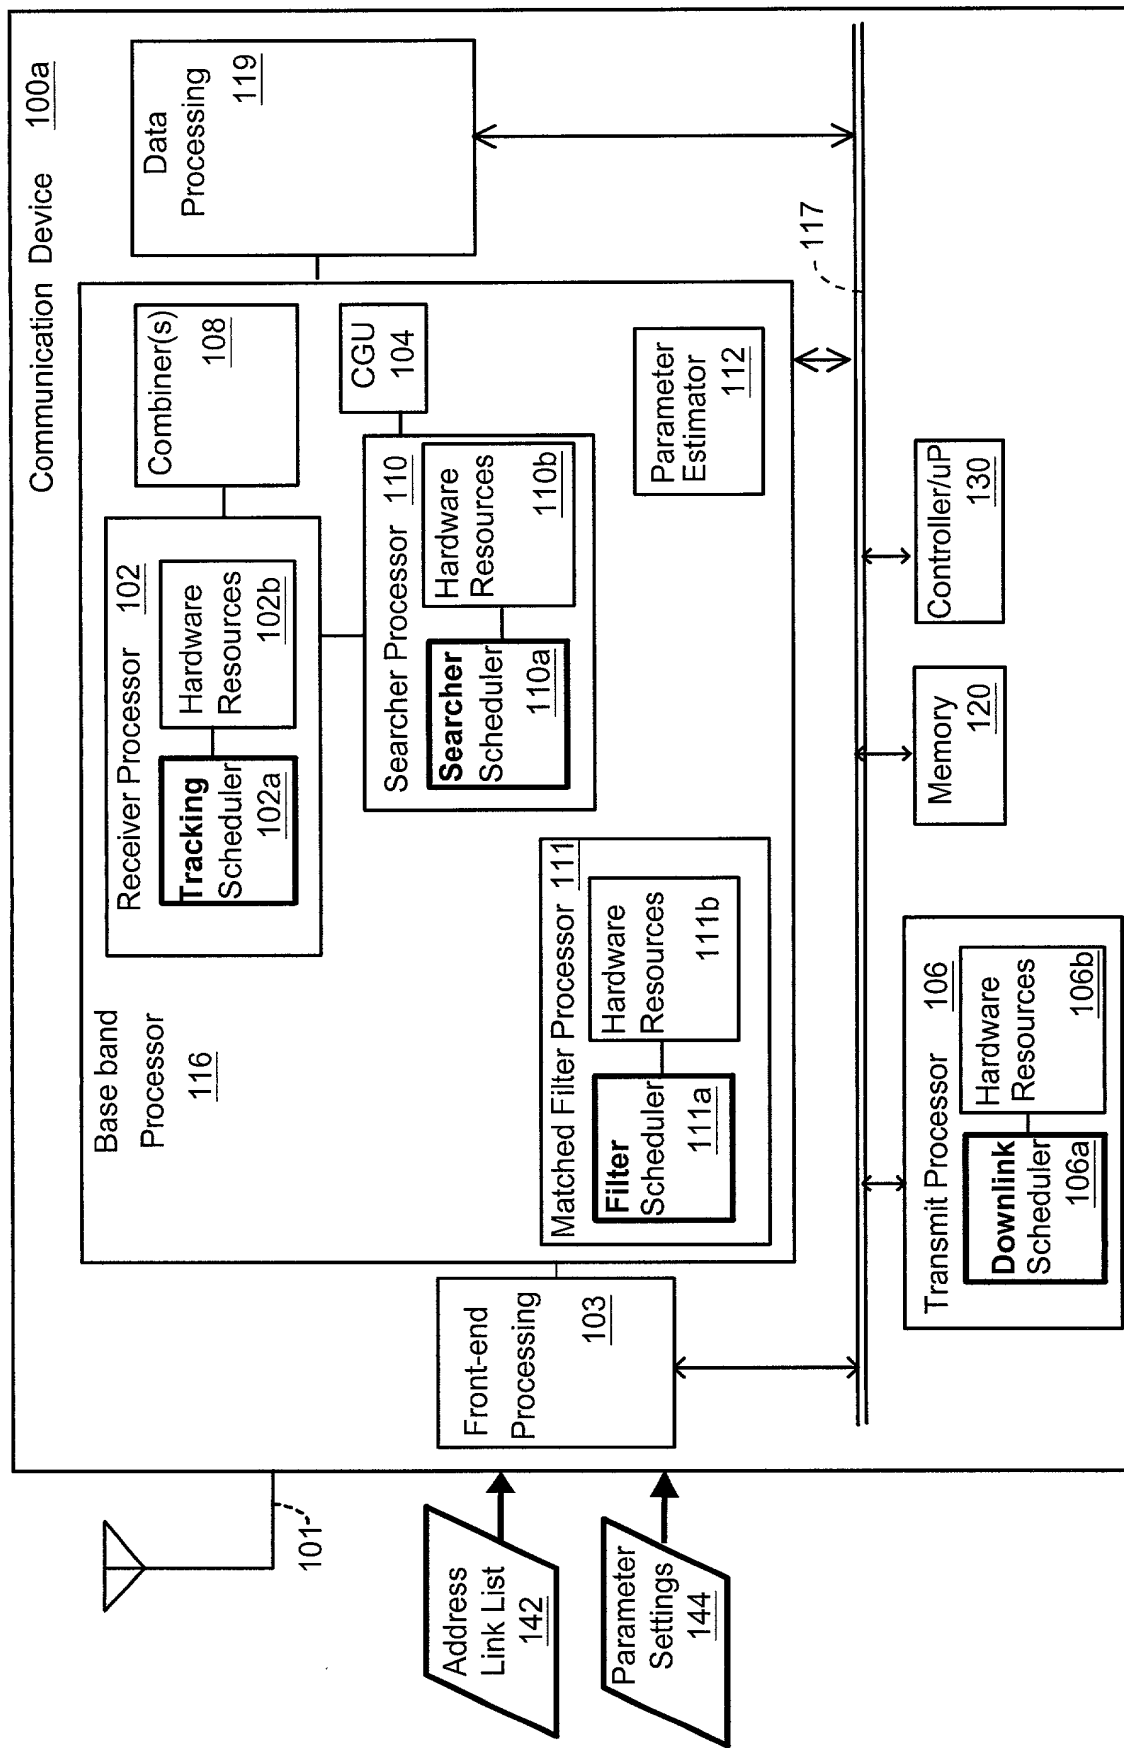 Communication Device 100a
Data
Processing
119
Combiner(s)
108
CGU
104
Receiver Processor 102
Hardware
Resources
102b
Tracking
Scheduler
102a
Searcher Processor 110
Hardware
Resources
110b
Searcher
Scheduler
110a
Parameter
Estimator
112
117
Base band
Processor
116
Matched Filter Processor 111
Hardware
Resources
111b
Filter
Scheduler
111a
Front-end
Processing
103
101
Address
Link List
142
Parameter
Settings
144
Transmit Processor 106
Hardware
Resources
106b
Downlink
Scheduler
106a
Memory
120
Controller/uP
130